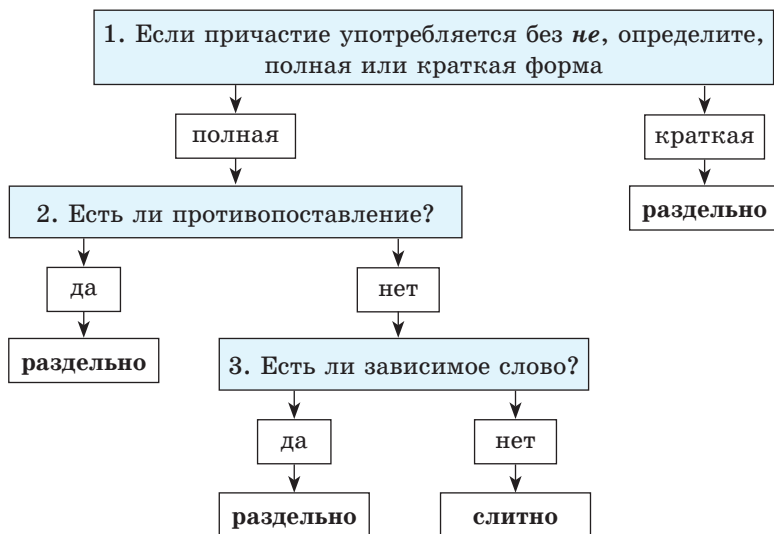 1. Если причастие употребляется без не, определите,
полная или краткая форма
полная
краткая
раздельно
2. Есть ли противопоставление?
да
нет
раздельно
3. Есть ли зависимое слово?
да
нет
раздельно
слитно